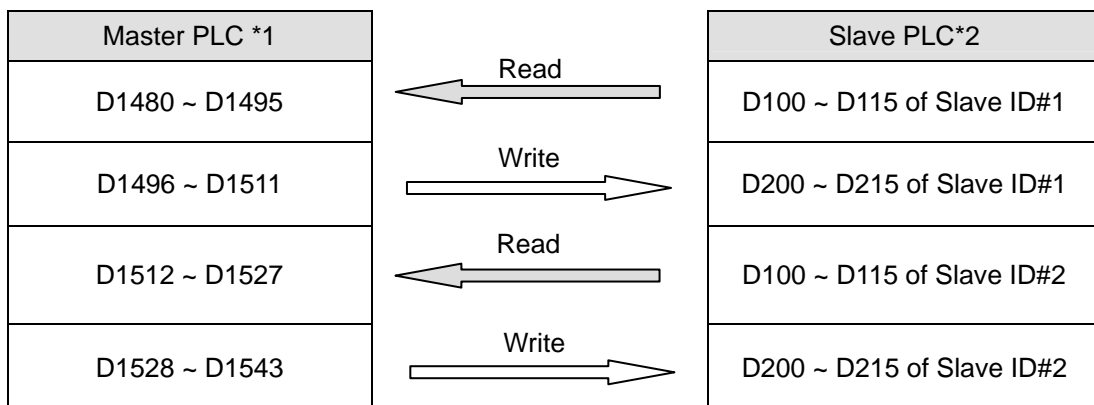 Master PLC *1
Slave PLC*2
D1480 ~ D1495
Read
D100 ~ D115 of Slave ID#1
D1496 ~ D1511
Write
D200 ~ D215 of Slave ID#1
D1512 ~ D1527
Read
D100 ~ D115 of Slave ID#2
D1528 ~ D1543
Write
D200 ~ D215 of Slave ID#2